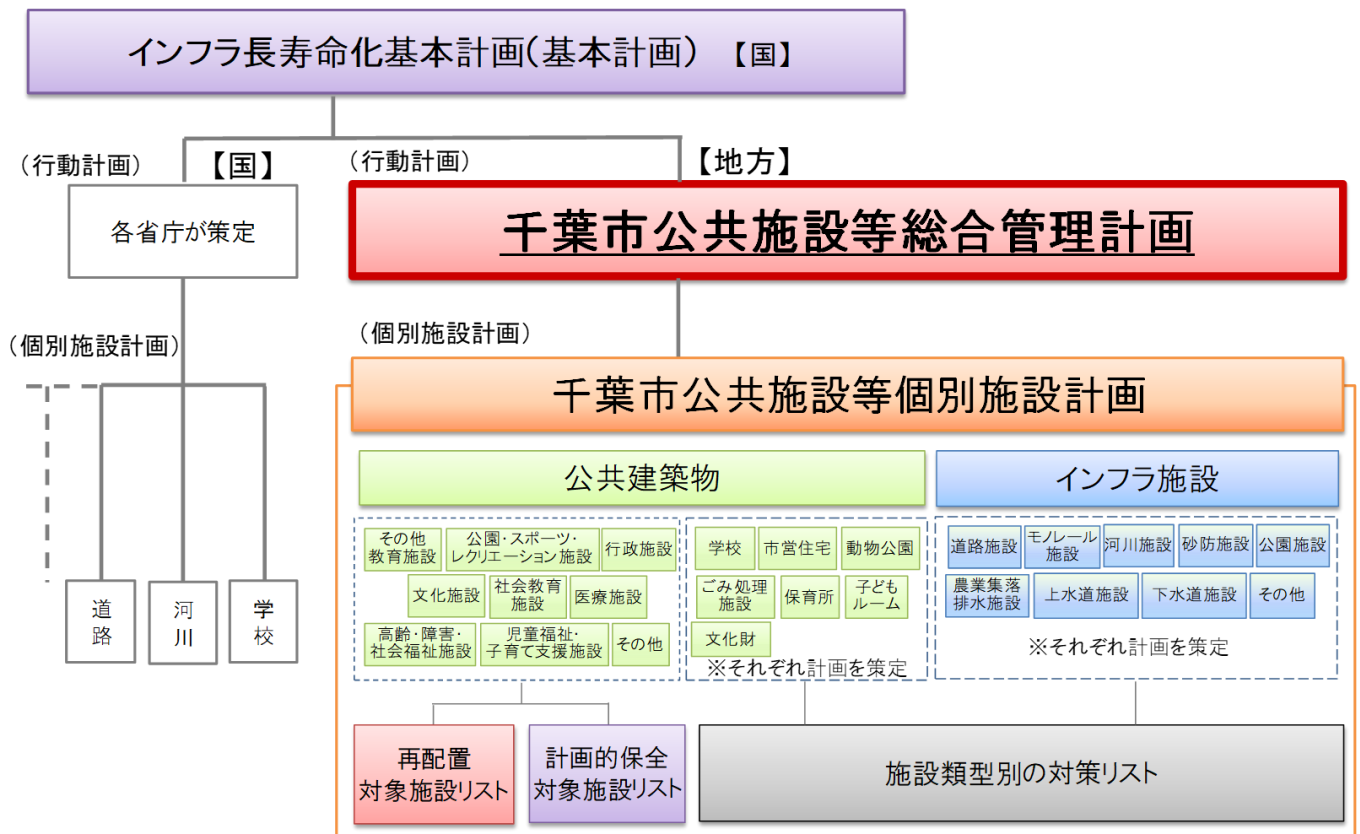 インフラ長寿命化基本計画(基本計画) 【国】
(行動計画)
【国】
(行動計画)
【地方】
各省庁が策定
千葉市公共施設等総合管理計画
(個別施設計画)
(個別施設計画)
千葉市公共施設等個別施設計画
道
路
河
川
学
校
公共建築物
インフラ施設
その他
教育施設
公園・スポーツ・
レクリエーション施設
行政施設
文化施設
社会教育
施設
医療施設
高齢・障害・
社会福祉施設
児童福祉・
子育て支援施設
その他
学校
市営住宅
動物公園
ごみ処理
施設
保育所
子ども
ルーム
文化財
※それぞれ計画を策定
道路施設
モノレール
施設
河川施設
砂防施設
公園施設
農業集落
排水施設
上水道施設
下水道施設
その他
※それぞれ計画を策定
再配置
対象施設リスト
計画的保全
対象施設リスト
施設類型別の対策リスト